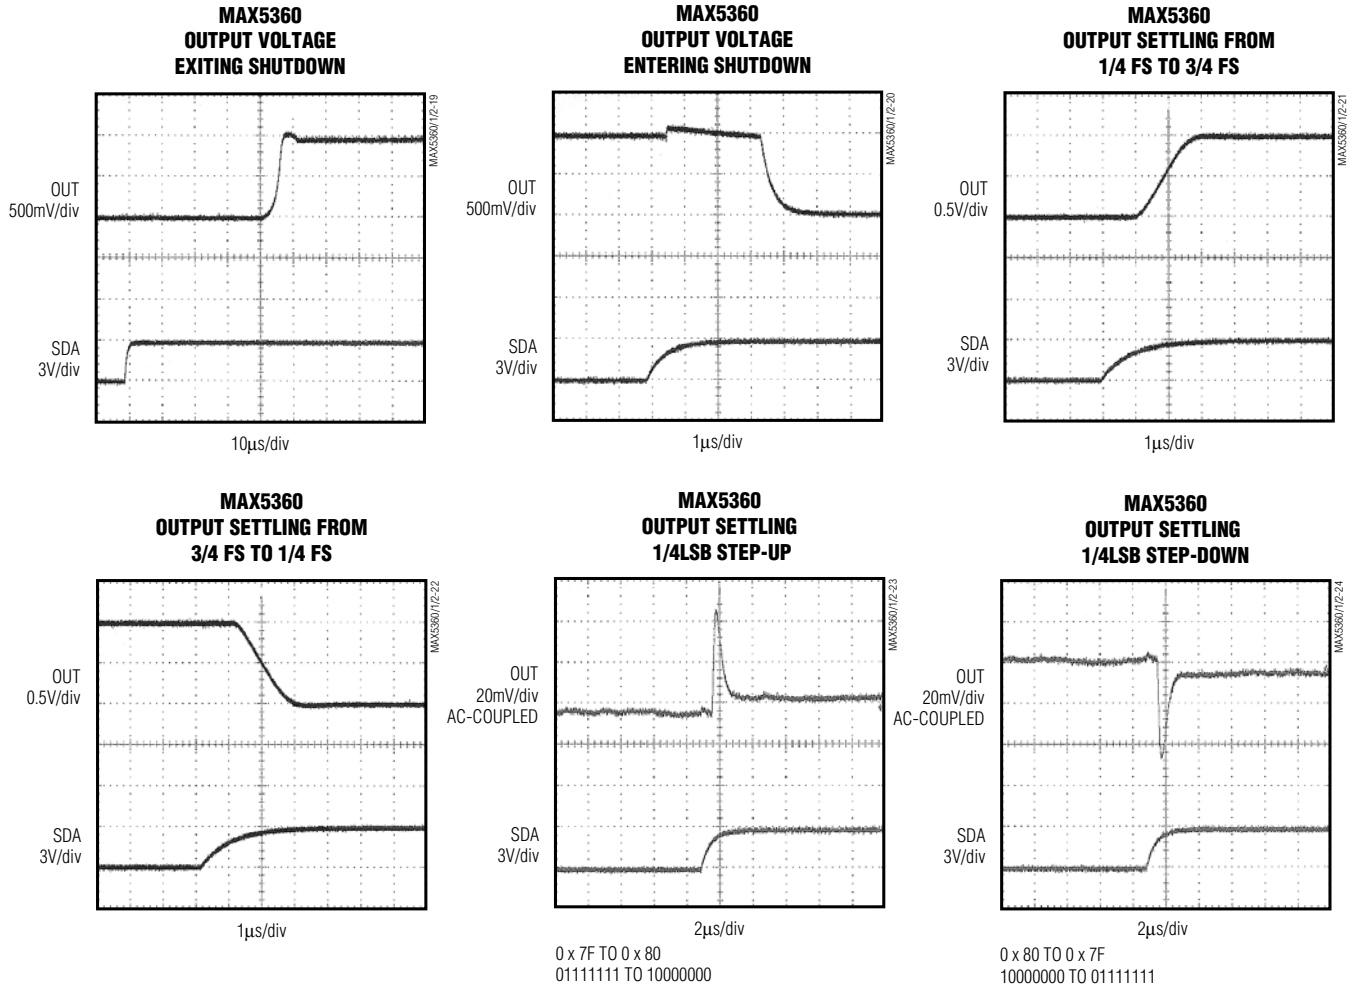 MAX5360
OUTPUT VOLTAGE
EXITING SHUTDOWN
MAX5360/1/2-19
OUT
500mV/div
SDA
3V/div
10µs/div
MAX5360
OUTPUT VOLTAGE
ENTERING SHUTDOWN
MAX5360/1/2-20
OUT
500mV/div
SDA
3V/div
1µs/div
MAX5360
OUTPUT SETTLING FROM
1/4 FS TO 3/4 FS
MAX5360/1/2-21
OUT
0.5V/div
SDA
3V/div
1µs/div
MAX5360
OUTPUT SETTLING FROM
3/4 FS TO 1/4 FS
MAX5360/1/2-22
OUT
0.5V/div
SDA
3V/div
1µs/div
MAX5360
OUTPUT SETTLING
1/4LSB STEP-UP
MAX5360/1/2-23
OUT
20mV/div
AC-COUPLED
SDA
3V/div
2µs/div
0 x 7F TO 0 x 80
01111111 TO 10000000
MAX5360
OUTPUT SETTLING
1/4LSB STEP-DOWN
MAX5360/1/2-24
OUT
20mV/div
AC-COUPLED
SDA
3V/div
2µs/div
0 x 80 TO 0 x 7F
10000000 TO 01111111